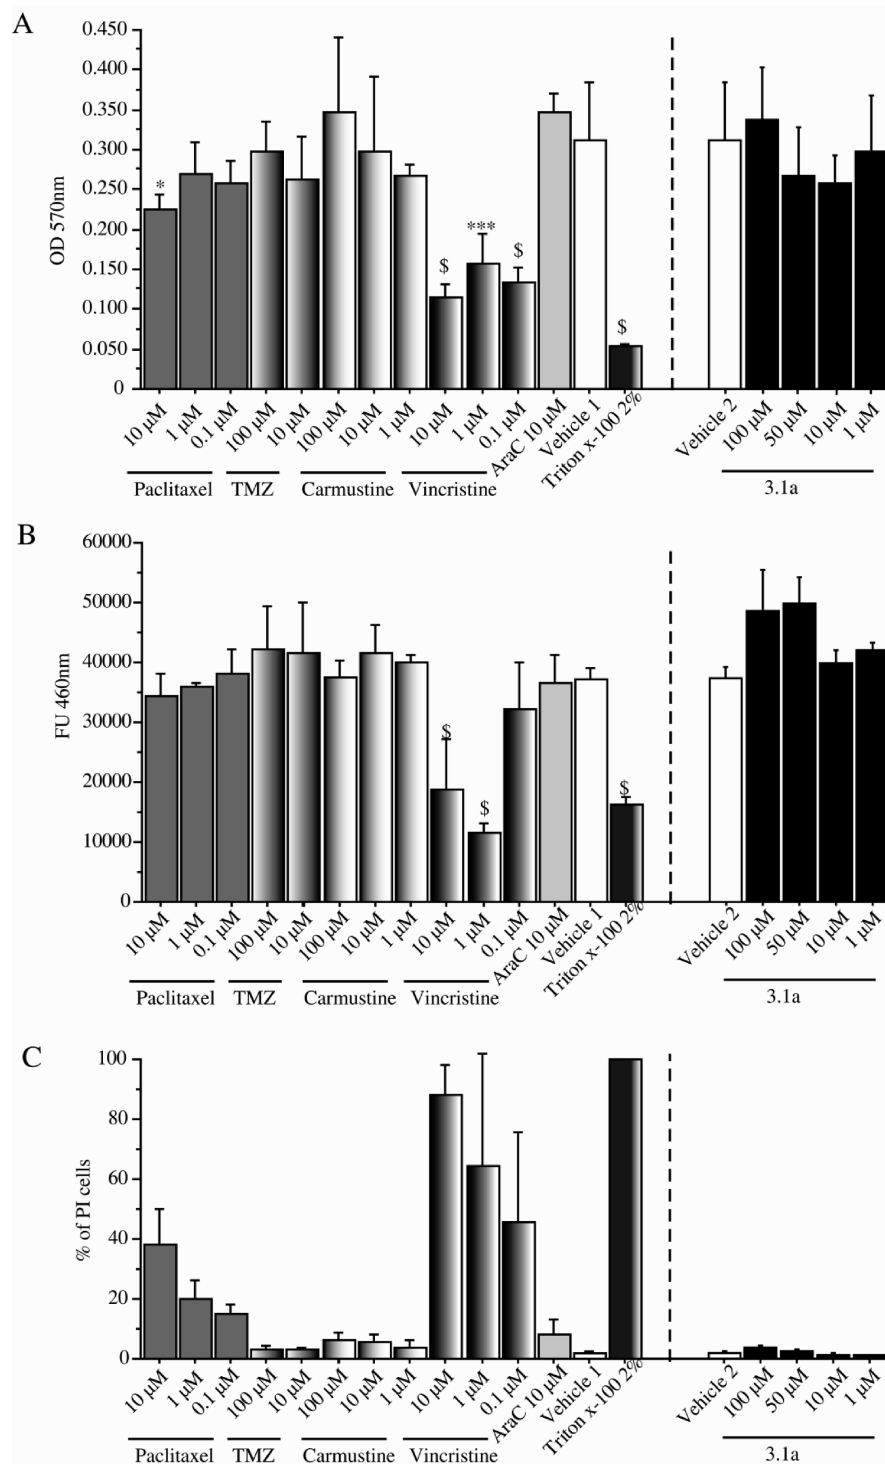 A
0.450
0.400
0.350
0.300
0.250
0.200
0.150
0.100
0.050
0
OD 570nm
* $ *** $ $
10 µM 1 µM 0.1 µM 100 µM 10 µM 100 µM 10 µM 1 µM 10 µM 1 µM 0.1 µM AraC 10 µM Vehicle 1 Triton x-100 2% Vehicle 2 100 µM 50 µM 10 µM 1 µM
Paclitaxel TMZ Carmustine Vincristine 3.1a
B
60000
50000
40000
30000
20000
10000
0
FU 460nm
$ $ $
10 µM 1 µM 0.1 µM 100 µM 10 µM 100 µM 10 µM 1 µM 10 µM 1 µM 0.1 µM AraC 10 µM Vehicle 1 Triton x-100 2% Vehicle 2 100 µM 50 µM 10 µM 1 µM
Paclitaxel TMZ Carmustine Vincristine 3.1a
C
100
80
60
40
20
0
% of PI cells
10 µM 1 µM 0.1 µM 100 µM 10 µM 100 µM 10 µM 1 µM 10 µM 1 µM 0.1 µM AraC 10 µM Vehicle 1 Triton x-100 2% Vehicle 2 100 µM 50 µM 10 µM 1 µM
Paclitaxel TMZ Carmustine Vincristine 3.1a